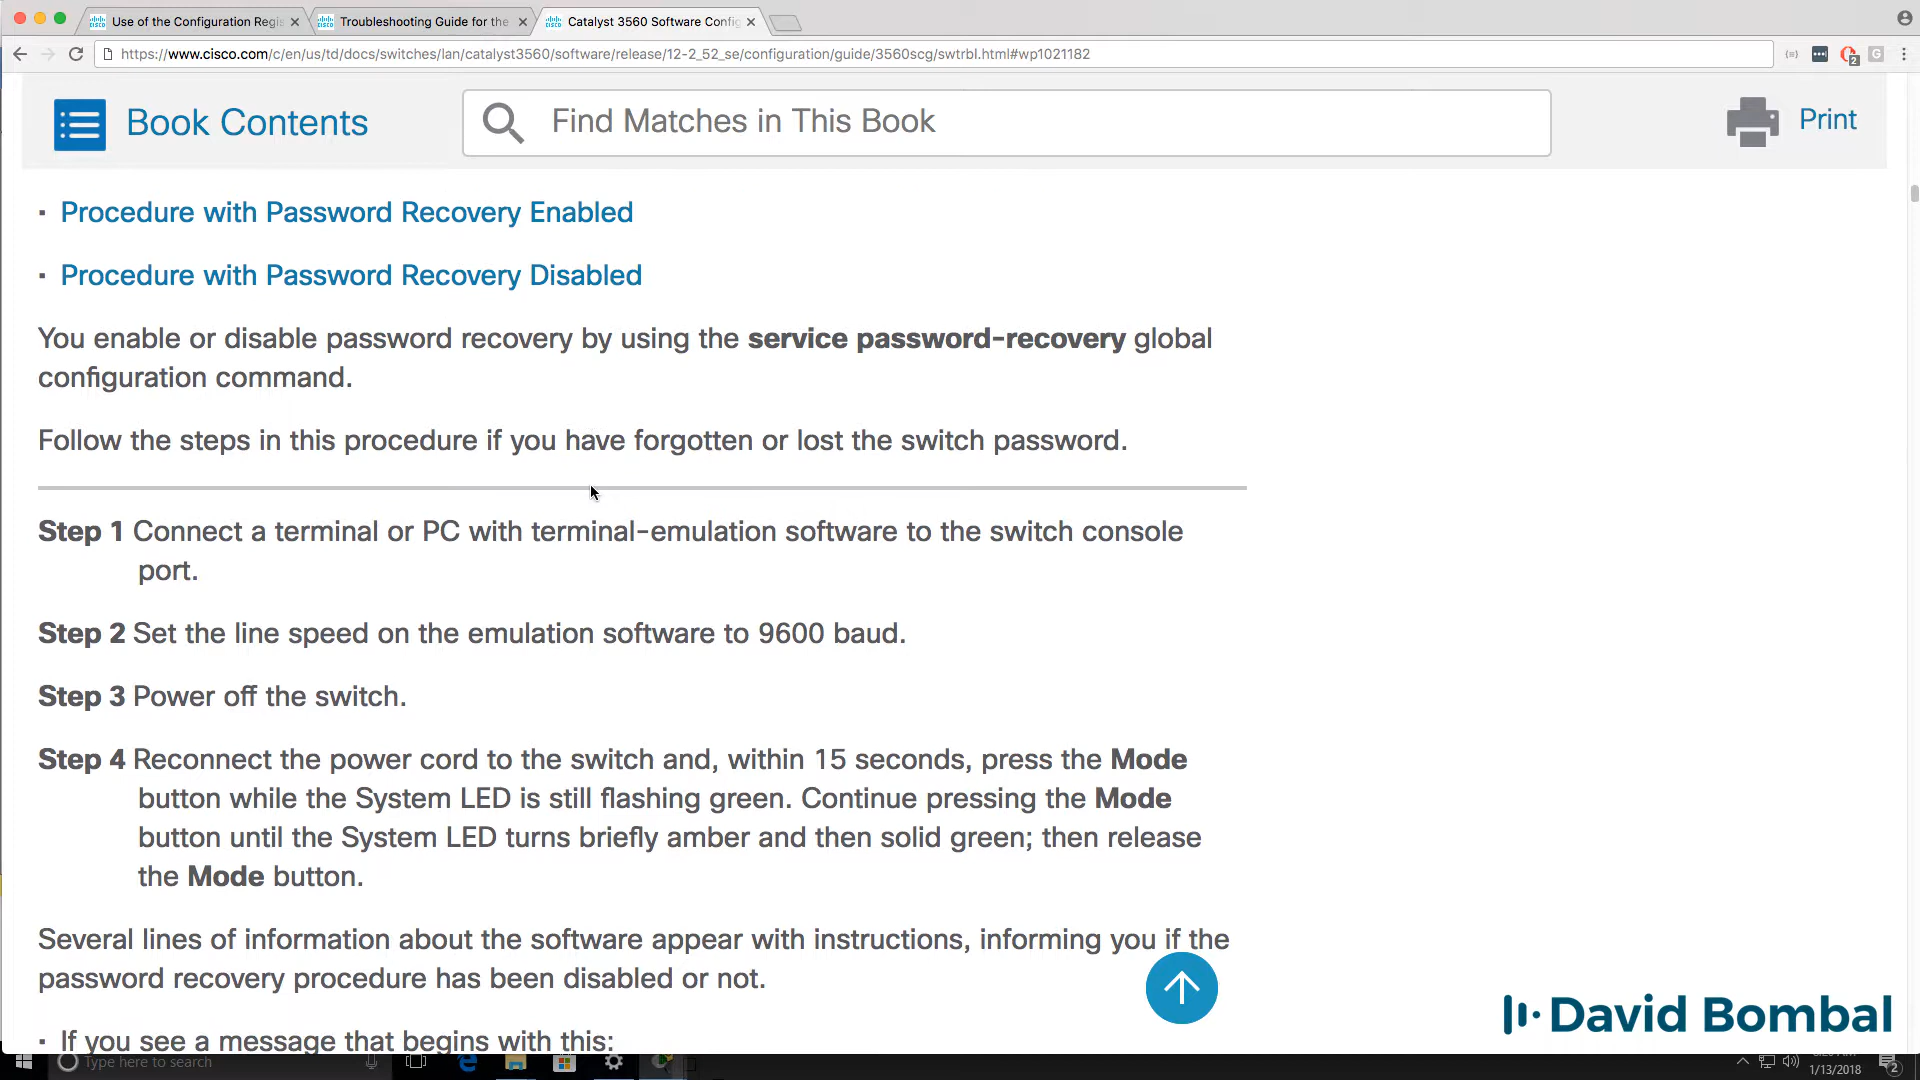 Use of the Configuration Regis
Troubleshooting Guide for the
Catalyst 3560 Software Config
https://www.cisco.com/c/en/us/td/docs/switches/lan/catalyst3560/software/release/12-2_52_se/configuration/guide/3560scg/swtrbl.html#wp1021182
Book Contents
Find Matches in This Book
Print
▪ Procedure with Password Recovery Enabled
▪ Procedure with Password Recovery Disabled
You enable or disable password recovery by using the service password-recovery global
configuration command.
Follow the steps in this procedure if you have forgotten or lost the switch password.
Step 1 Connect a terminal or PC with terminal-emulation software to the switch console
port.
Step 2 Set the line speed on the emulation software to 9600 baud.
Step 3 Power off the switch.
Step 4 Reconnect the power cord to the switch and, within 15 seconds, press the Mode
button while the System LED is still flashing green. Continue pressing the Mode
button until the System LED turns briefly amber and then solid green; then release
the Mode button.
Several lines of information about the software appear with instructions, informing you if the
password recovery procedure has been disabled or not.
▪ If you see a message that begins with this:
David Bombal
Type here to search
1/13/2018
2